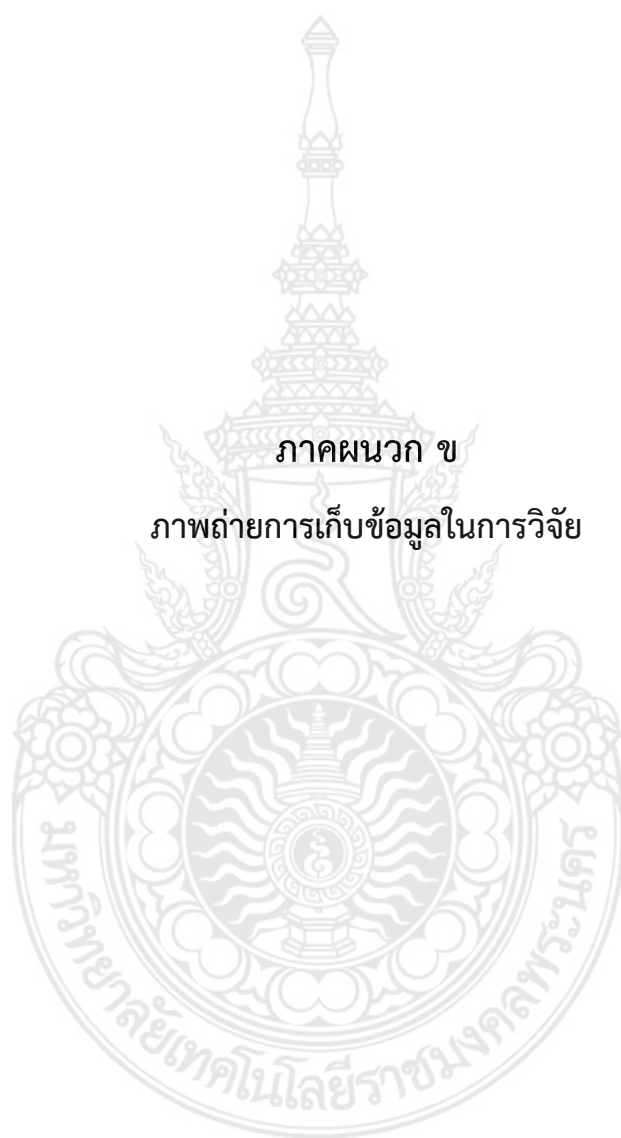 ภาคผนวก ข
ภาพถ่ายการเก็บข้อมูลในการวิจัย
มหาวิทยาลัยเทคโนโลยีราชมงคลพระนคร